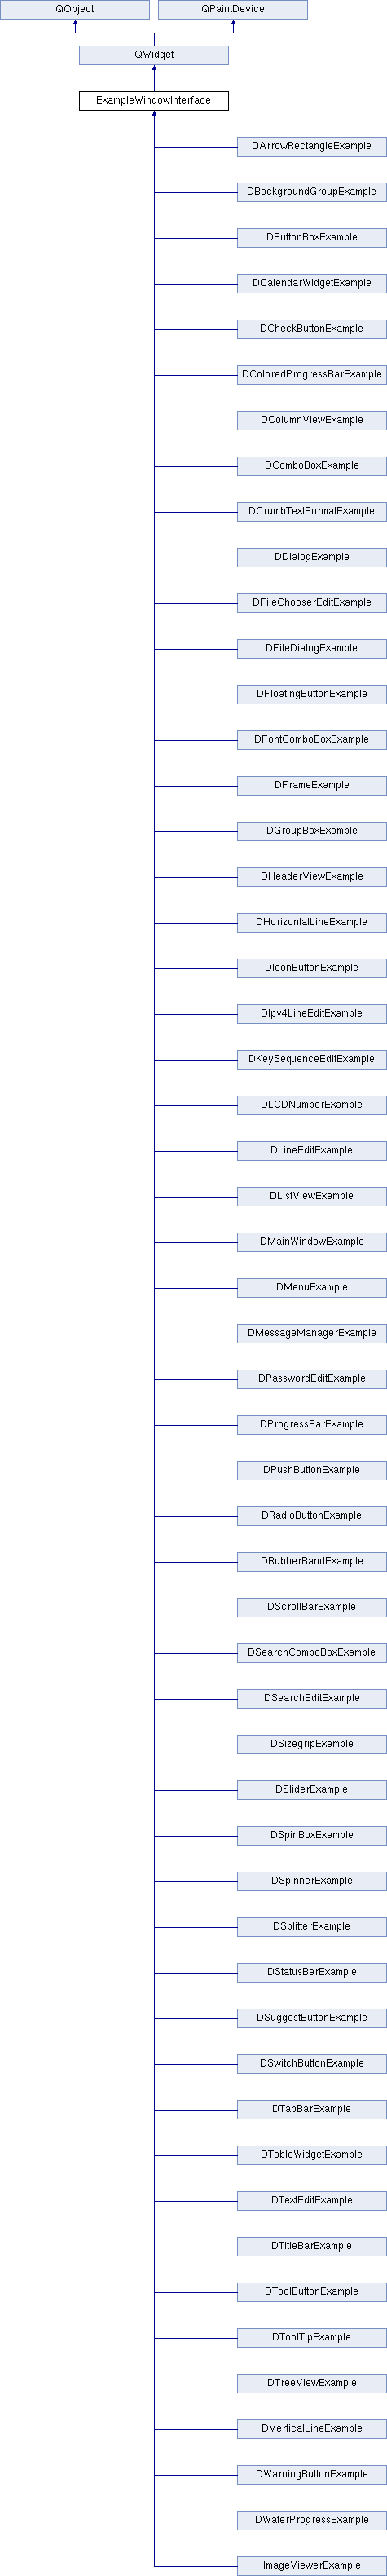 QObject
QPaintDevice
QWidget
ExampleWindowInterface
DArrowRectangleExample
DBackgroundGroupExample
DButtonBoxExample
DCalendarWidgetExample
DCheckButtonExample
DColoredProgressBarExample
DColumnViewExample
DComboBoxExample
DCrumbTextFormatExample
DDialogExample
DFileChooserEditExample
DFileDialogExample
DFloatingButtonExample
DFontComboBoxExample
DFrameExample
DGroupBoxExample
DHeaderViewExample
DHorizontalLineExample
DIconButtonExample
DIpv4LineEditExample
DKeySequenceEditExample
DLCDNumberExample
DLineEditExample
DListViewExample
DMainWindowExample
DMenuExample
DMessageManagerExample
DPasswordEditExample
DProgressBarExample
DPushButtonExample
DRadioButtonExample
DRubberBandExample
DScrollBarExample
DSearchComboBoxExample
DSearchEditExample
DSizegripExample
DSliderExample
DSpinBoxExample
DSpinnerExample
DSplitterExample
DStatusBarExample
DSuggestButtonExample
DSwitchButtonExample
DTabBarExample
DTableWidgetExample
DTextEditExample
DTitleBarExample
DToolButtonExample
DToolTipExample
DTreeViewExample
DVerticalLineExample
DWarningButtonExample
DWaterProgressExample
ImageViewerExample